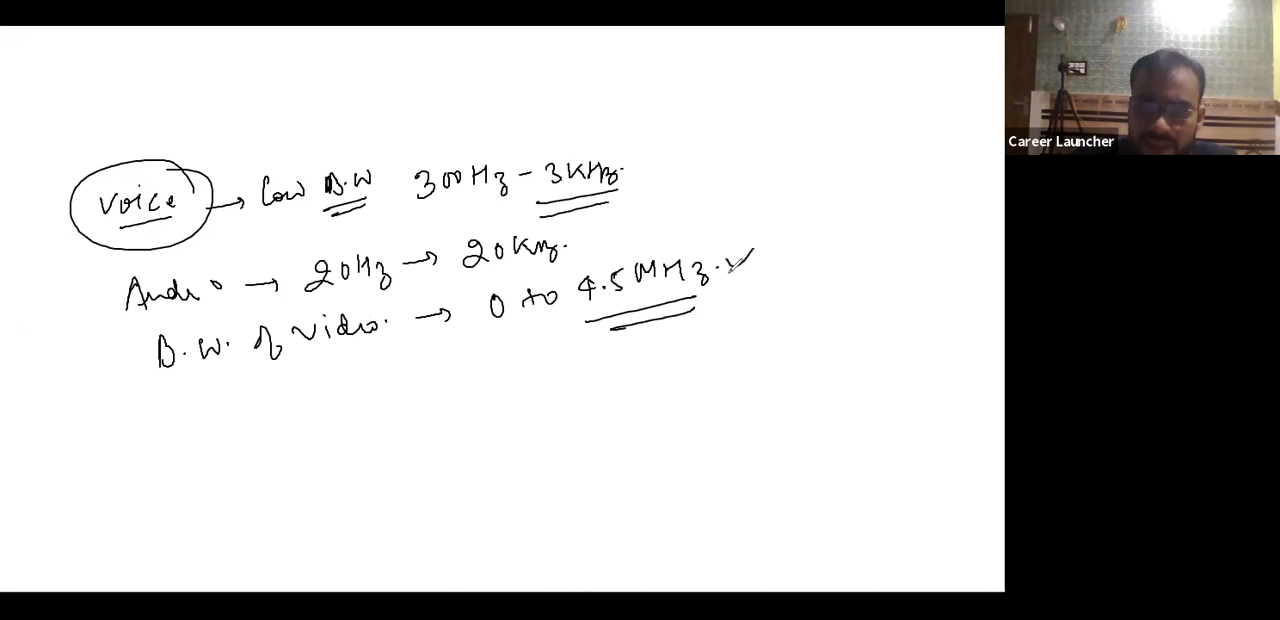 Voice → Low B.W 300Hz - 3KHz.
Audio → 20Hz → 20KHz.
B.W. of video. → 0 to 4.5MHz.
Career Launcher